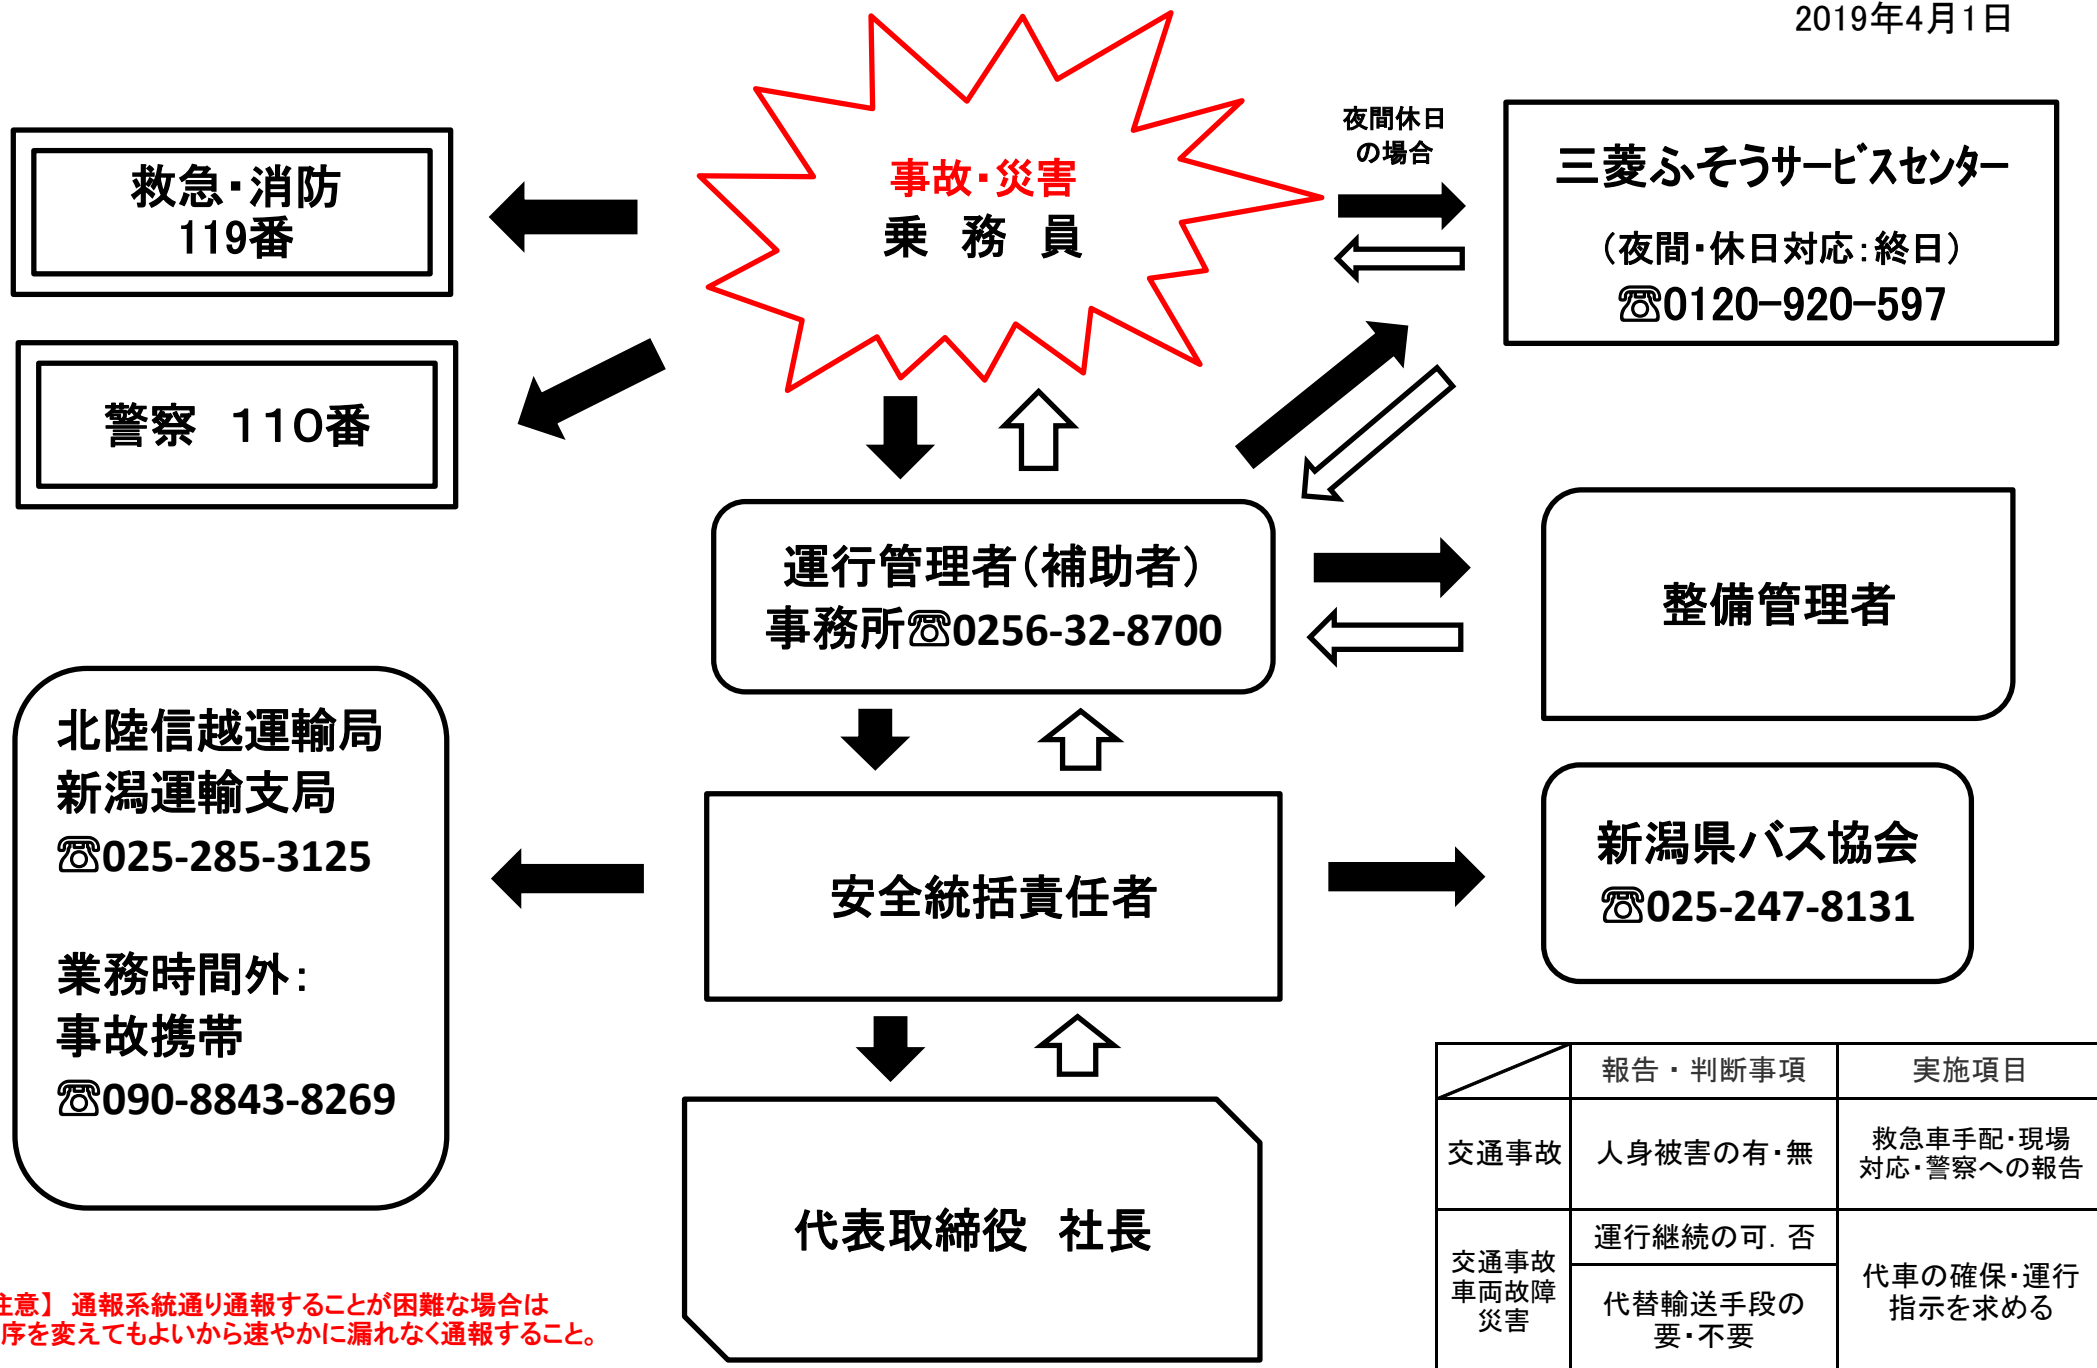 2019年4月1日
事故・災害
乗 務 員
救急・消防
119番
警察 110番
夜間休日
の場合
三菱ふそうサービスセンター
(夜間・休日対応:終日)
☏0120-920-597
運行管理者(補助者)
事務所☏0256-32-8700
整備管理者
北陸信越運輸局
新潟運輸支局
☏025-285-3125
業務時間外:
事故携帯
☏090-8843-8269
安全統括責任者
新潟県バス協会
☏025-247-8131
代表取締役 社長
報告・判断事項 実施項目
交通事故 人身被害の有・無
救急車手配・現場
対応・警察への報告
交通事故
車両故障
災害
運行継続の可.否
代替輸送手段の
要・不要
代車の確保・運行
指示を求める
注意】 通報系統通り通報することが困難な場合は
序を変えてもよいから速やかに漏れなく通報すること。